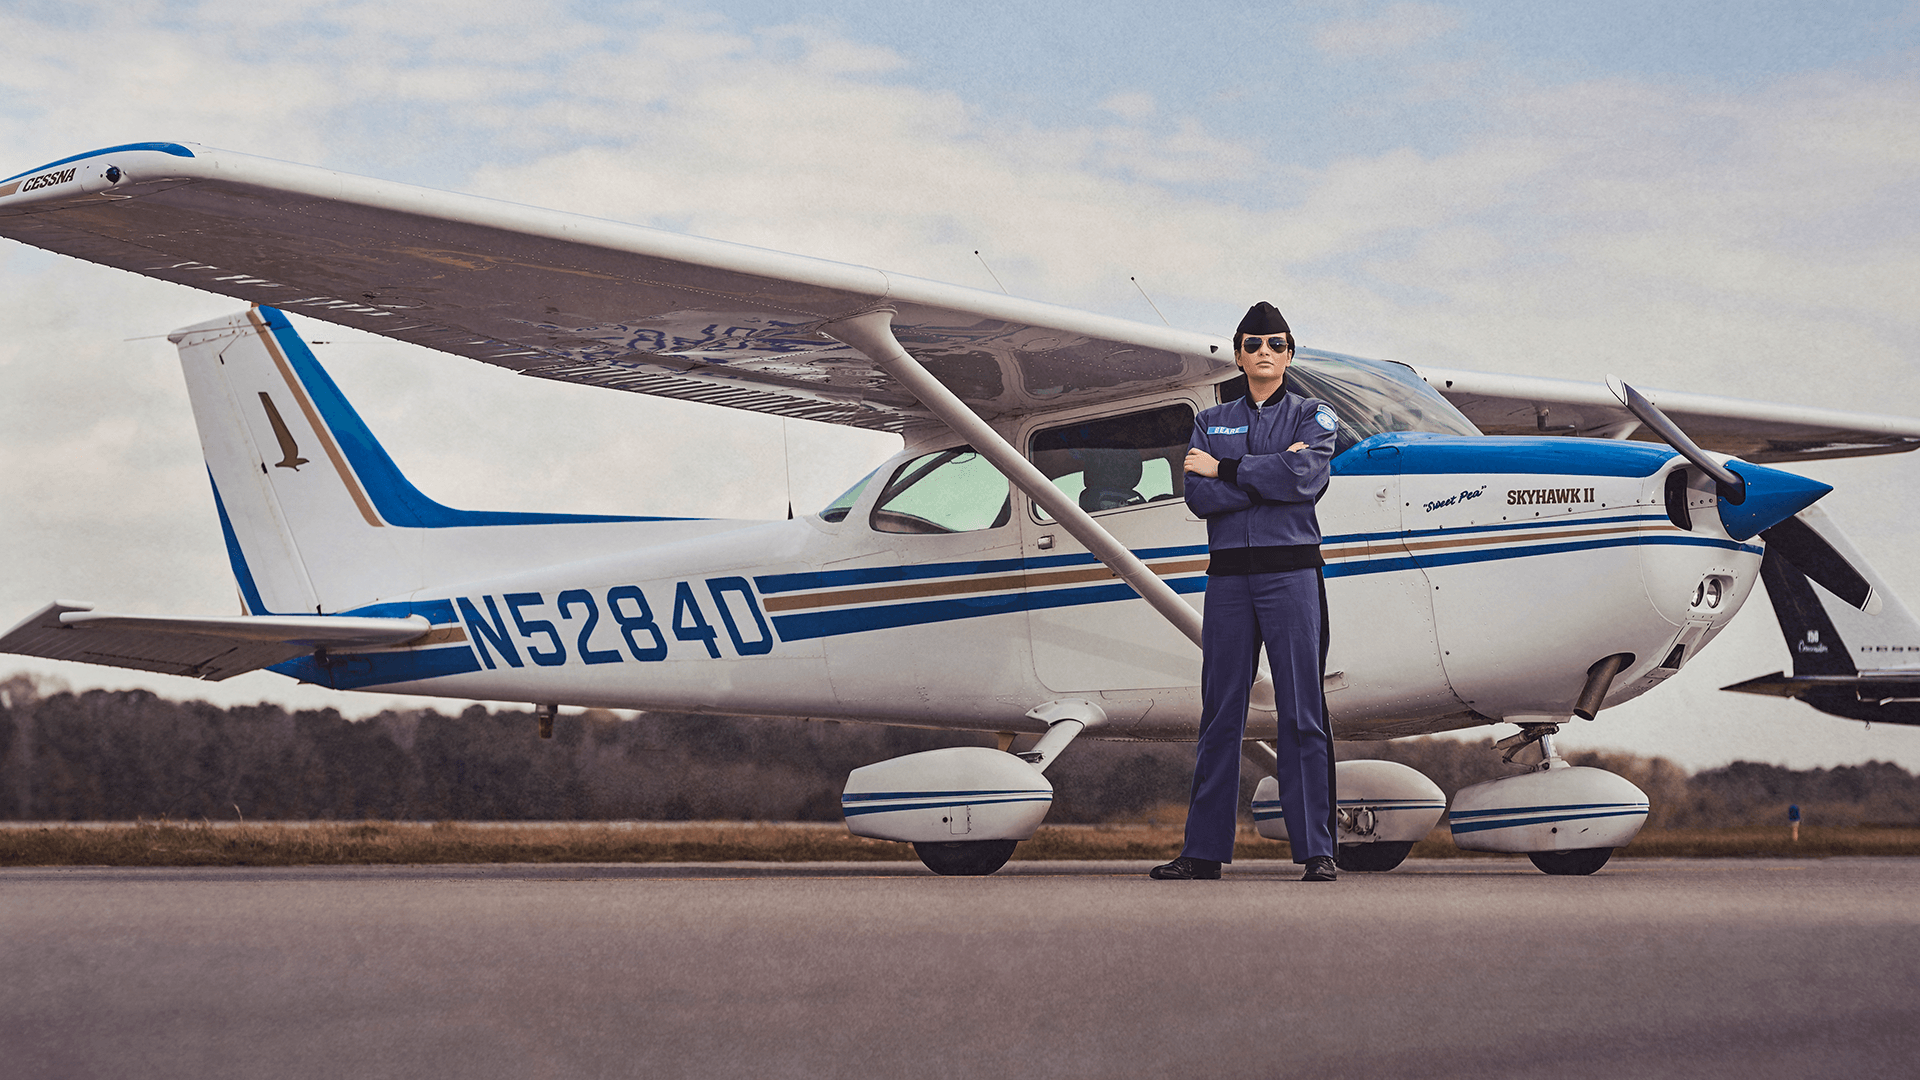 CESSNA
"Sweet Pea"
SKYHAWK II
N5284D